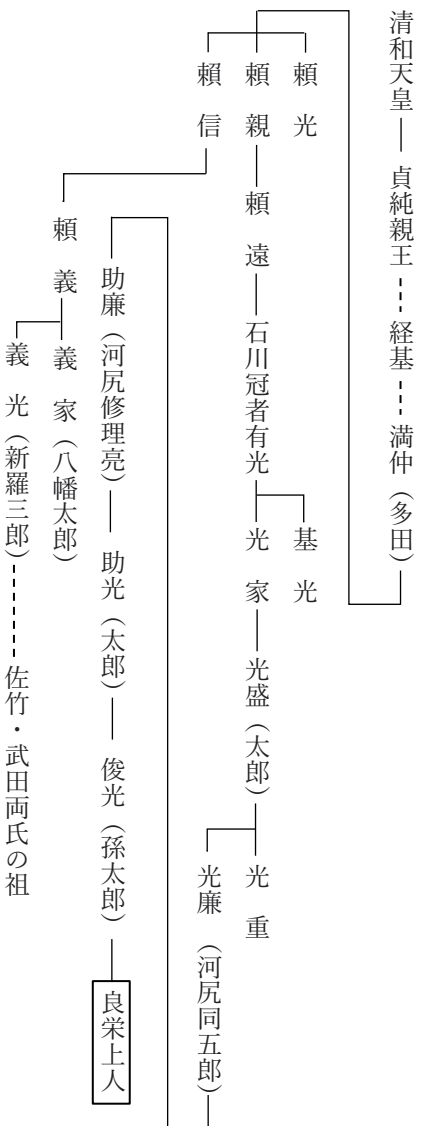 清和天皇 貞純親王 経基 満仲（多田）
頼光
頼親 頼遠 石川冠者有光 基光
光家 光盛（太郎） 光重
光廉（河尻同五郎）
頼信
助廉（河尻修理亮） 助光（太郎） 俊光（孫太郎） 良栄上人
頼義 義家（八幡太郎）
義光（新羅三郎） 佐竹・武田両氏の祖